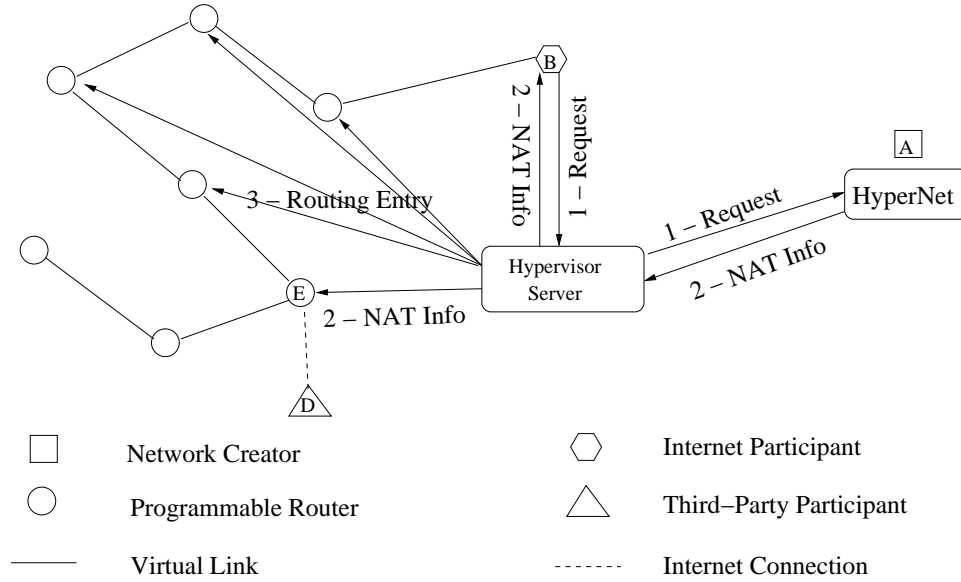 B
2 – NAT Info
1 – Request
A
HyperNet
3 – Routing Entry
1 – Request
2 – NAT Info
Hypervisor
Server
E
2 – NAT Info
D
Network Creator
Internet Participant
Programmable Router
Third–Party Participant
Virtual Link
Internet Connection